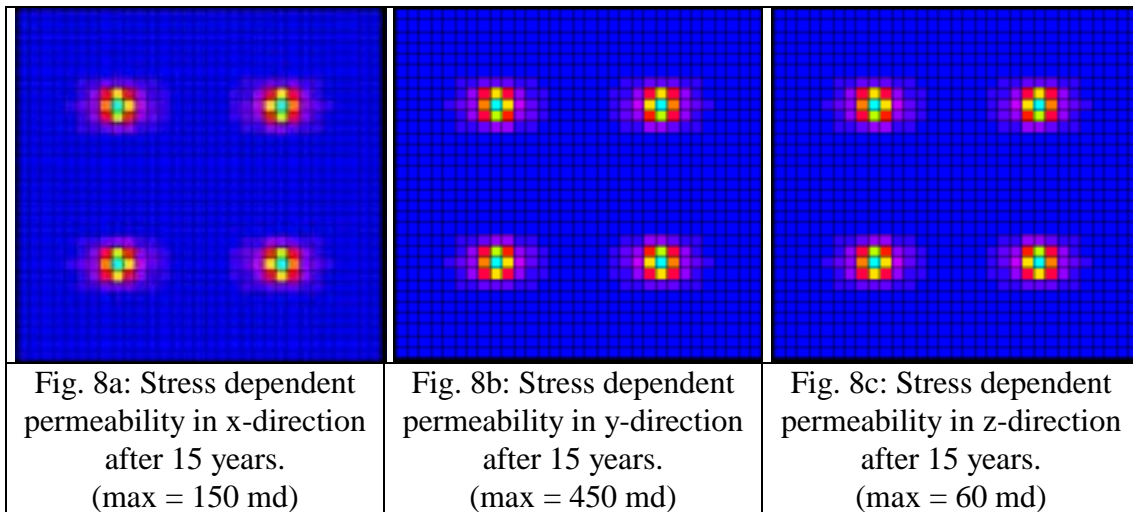 Fig. 8a: Stress dependent
permeability in x-direction
after 15 years.
(max = 150 md)
Fig. 8b: Stress dependent
permeability in y-direction
after 15 years.
(max = 450 md)
Fig. 8c: Stress dependent
permeability in z-direction
after 15 years.
(max = 60 md)